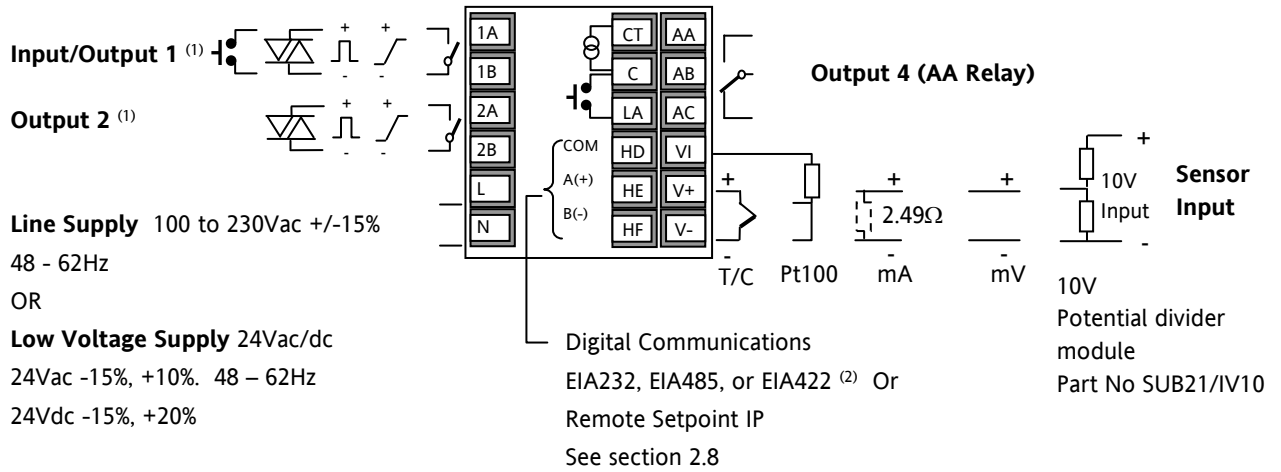 Input/Output 1 (1)
+ +
- -
Output 2 (1)
+ +
- -
1A
1B
2A
2B
L
N
CT AA
C AB
LA AC
HD VI
HE V+
HF V-
COM
A(+)
B(-)
Output 4 (AA Relay)
Line Supply 100 to 230Vac +/-15%
48 - 62Hz
OR
Low Voltage Supply 24Vac/dc
24Vac -15%, +10%. 48 – 62Hz
24Vdc -15%, +20%
+
-
T/C
Pt100
+
2.49Ω
-
mA
+
-
mV
+
10V
Input
-
Sensor
Input
10V
Potential divider
module
Part No SUB21/IV10
Digital Communications
EIA232, EIA485, or EIA422 (2) Or
Remote Setpoint IP
See section 2.8